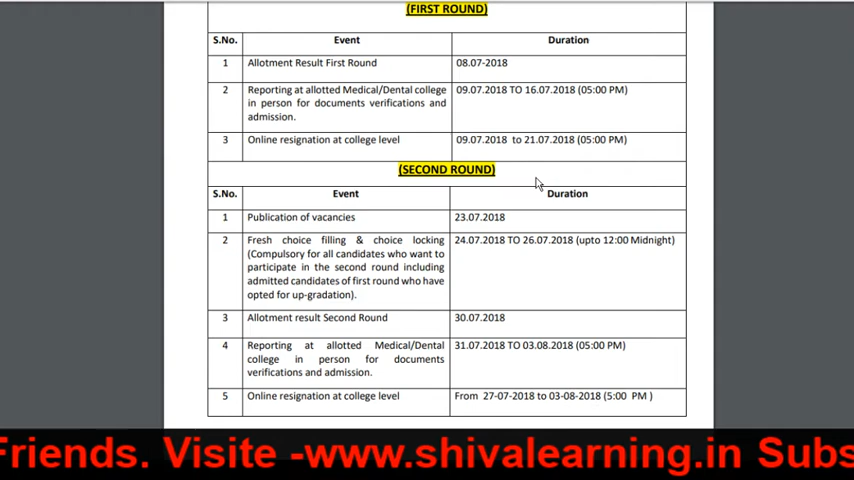 (FIRST ROUND)
S.No. Event Duration
1 Allotment Result First Round 08.07-2018
2 Reporting at allotted Medical/Dental college 09.07.2018 TO 16.07.2018 (05:00 PM)
in person for documents verifications and
admission.
3 Online resignation at college level 09.07.2018 to 21.07.2018 (05:00 PM)
(SECOND ROUND)
S.No. Event Duration
1 Publication of vacancies 23.07.2018
2 Fresh choice filling & choice locking 24.07.2018 TO 26.07.2018 (upto 12:00 Midnight)
(Compulsory for all candidates who want to
participate in the second round including
admitted candidates of first round who have
opted for up-gradation).
3 Allotment result Second Round 30.07.2018
4 Reporting at allotted Medical/Dental 31.07.2018 TO 03.08.2018 (05:00 PM)
college in person for documents
verifications and admission.
5 Online resignation at college level From 27-07-2018 to 03-08-2018 (5:00 PM )
Friends. Visite -www.shivalearning.in Subs